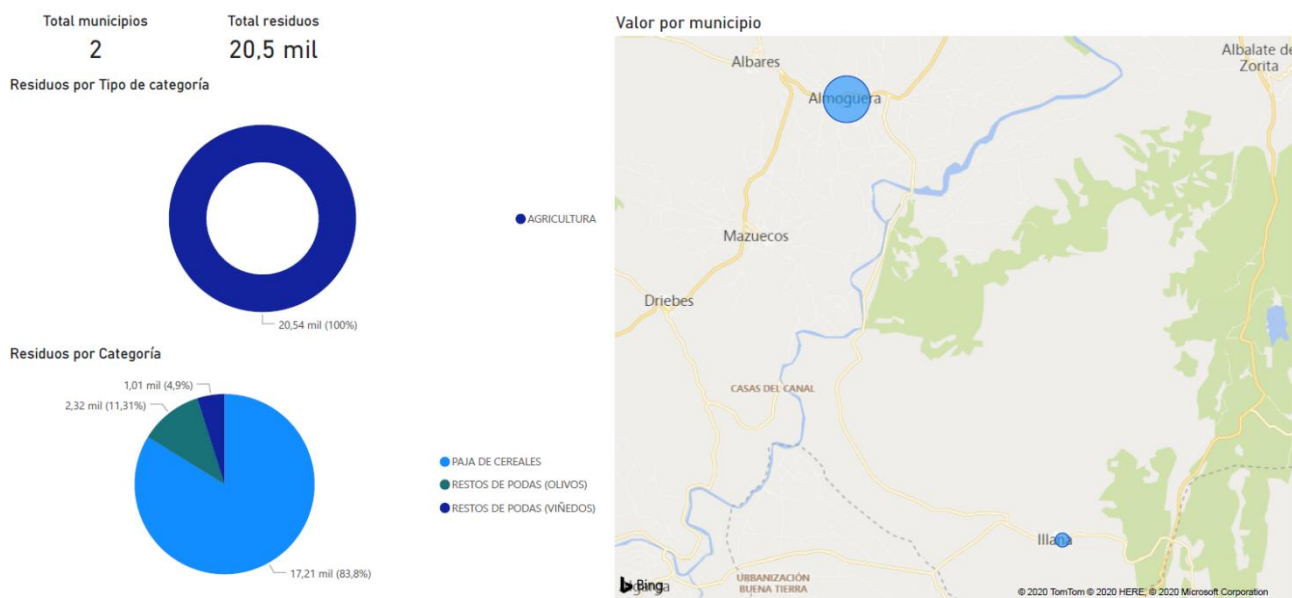 Total municipios
2
Total residuos
20,5 mil
Residuos por Tipo de categoría
AGRICULTURA
20,54 mil (100%)
Residuos por Categoría
1,01 mil (4,9%)
2,32 mil (11,31%)
PAJA DE CEREALES
RESTOS DE PODAS (OLIVOS)
RESTOS DE PODAS (VIÑEDOS)
17,21 mil (83,8%)
Valor por municipio
Albares
Almoguera
Albalate de
Zorita
Mazuecos
Driebes
CASAS DEL CANAL
Illana
URBANIZACIÓN
BUENA TIERRA
Bing
© 2020 TomTom © 2020 HERE, © 2020 Microsoft Corporation